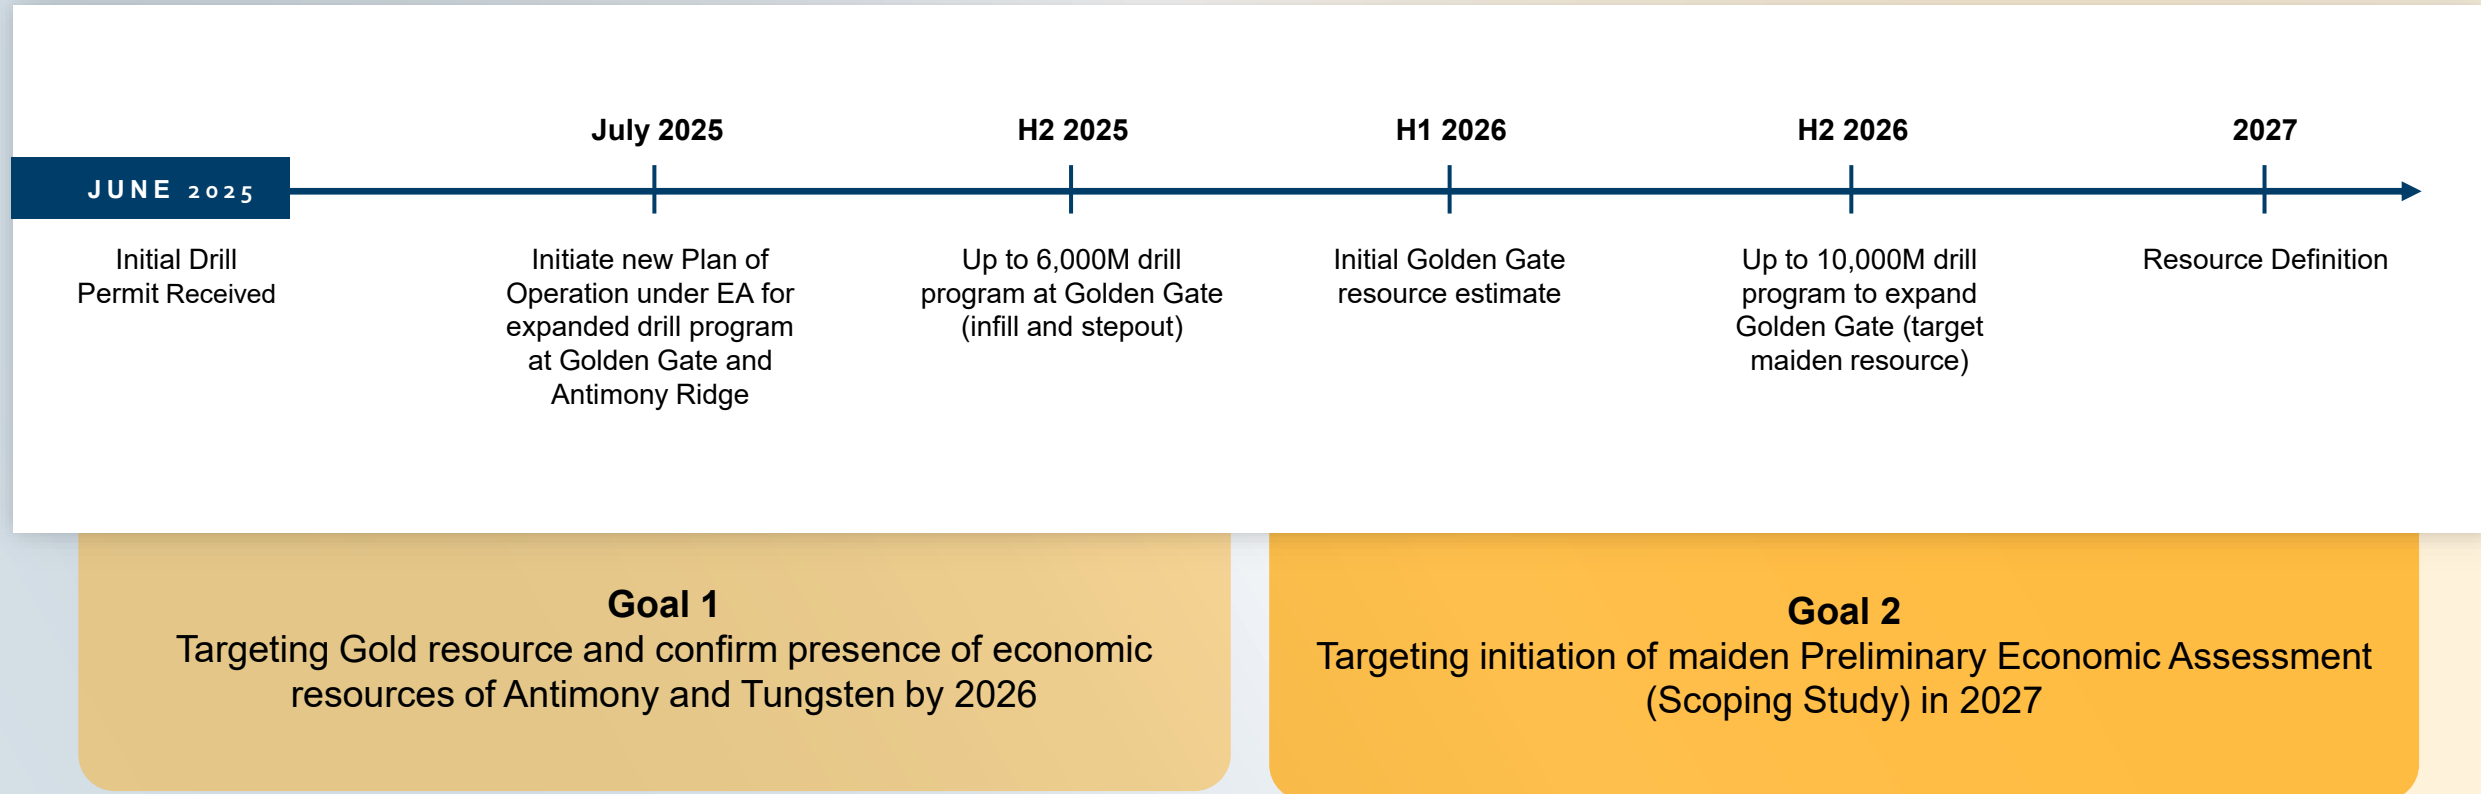 JUNE 2025
Initial Drill
Permit Received
July 2025
Initiate new Plan of
Operation under EA for
expanded drill program
at Golden Gate and
Antimony Ridge
H2 2025
Up to 6,000M drill
program at Golden Gate
(infill and stepout)
H1 2026
Initial Golden Gate
resource estimate
H2 2026
Up to 10,000M drill
program to expand
Golden Gate (target
maiden resource)
2027
Resource Definition
Goal 1
Targeting Gold resource and confirm presence of economic
resources of Antimony and Tungsten by 2026
Goal 2
Targeting initiation of maiden Preliminary Economic Assessment
(Scoping Study) in 2027